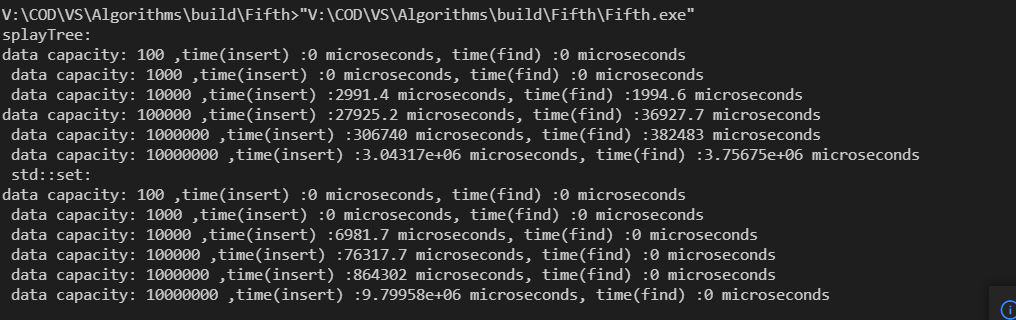 V:\COD\VS\Algorithms\build\Fifth>"V:\COD\VS\Algorithms\build\Fifth\Fifth.exe"
splayTree:
data capacity: 100 ,time(insert) :0 microseconds, time(find) :0 microseconds
 data capacity: 1000 ,time(insert) :0 microseconds, time(find) :0 microseconds
 data capacity: 10000 ,time(insert) :2991.4 microseconds, time(find) :1994.6 microseconds
data capacity: 100000 ,time(insert) :27925.2 microseconds, time(find) :36927.7 microseconds
 data capacity: 1000000 ,time(insert) :306740 microseconds, time(find) :382483 microseconds
 data capacity: 10000000 ,time(insert) :3.04317e+06 microseconds, time(find) :3.75675e+06 microseconds
 std::set:
data capacity: 100 ,time(insert) :0 microseconds, time(find) :0 microseconds
 data capacity: 1000 ,time(insert) :0 microseconds, time(find) :0 microseconds
 data capacity: 10000 ,time(insert) :6981.7 microseconds, time(find) :0 microseconds
 data capacity: 100000 ,time(insert) :76317.7 microseconds, time(find) :0 microseconds
 data capacity: 1000000 ,time(insert) :864302 microseconds, time(find) :0 microseconds
 data capacity: 10000000 ,time(insert) :9.79958e+06 microseconds, time(find) :0 microseconds